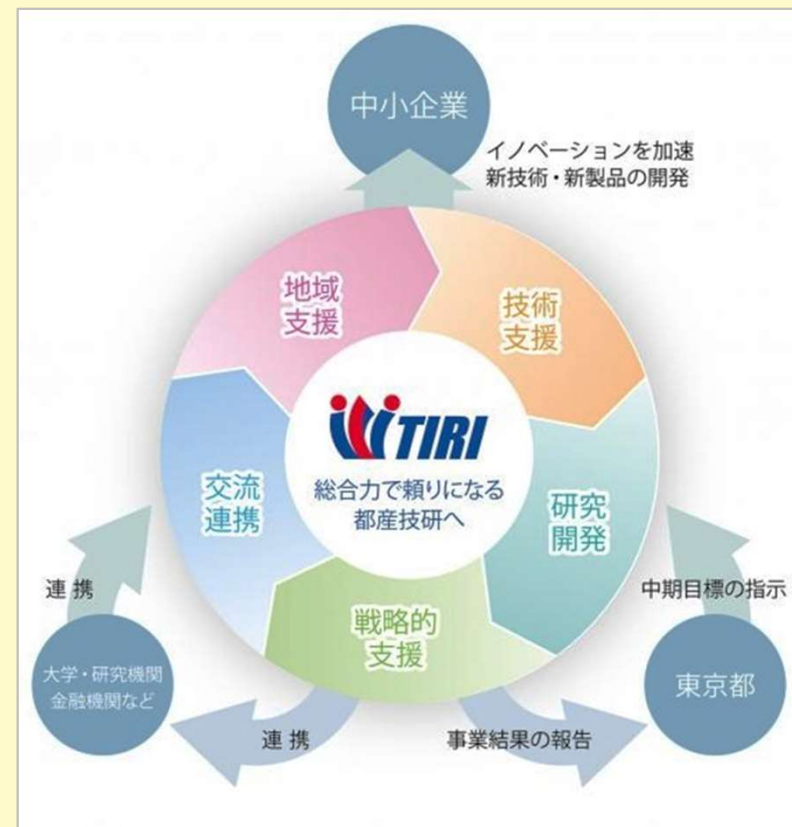 中小企業
イノベーションを加速
新技術・新製品の開発
地域
支援
技術
支援
TIRI
総合力で頼りになる
都産技研へ
交流
連携
研究
開発
戦略的
支援
連 携
中期目標の指示
大学・研究機関
金融機関など
東京都
連 携
事業結果の報告